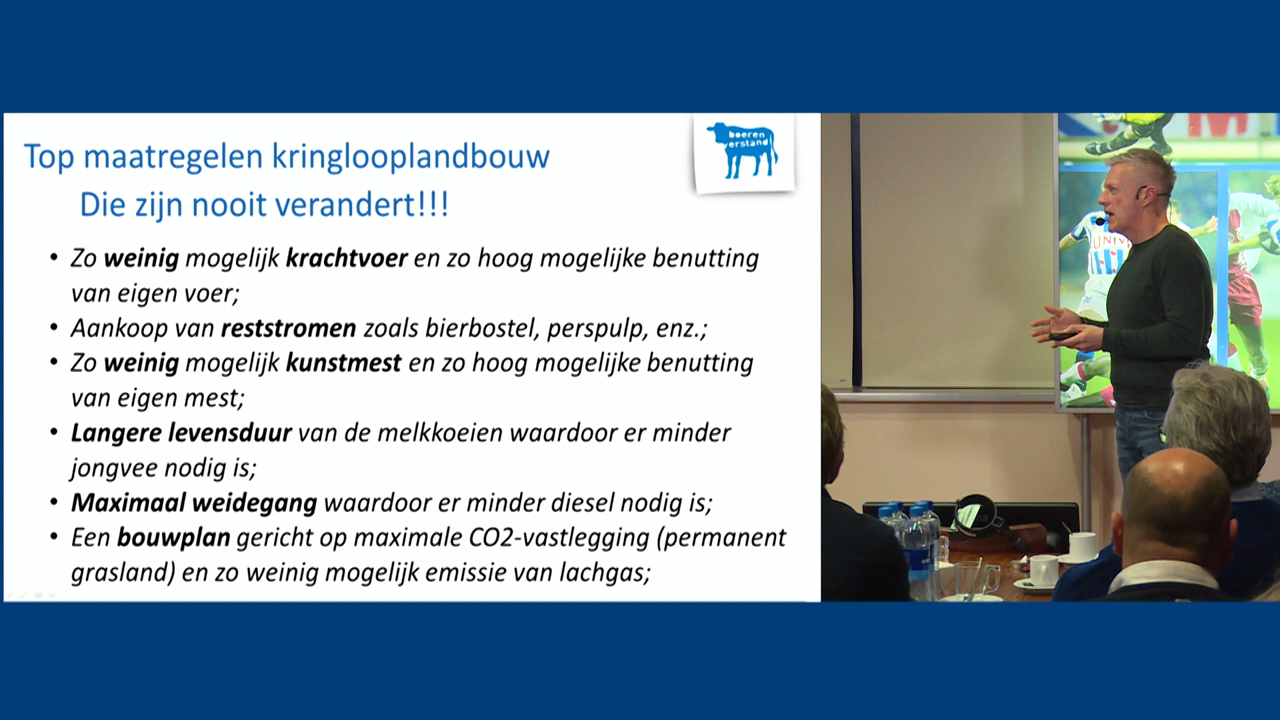 Top maatregelen kringlooplandbouw
Die zijn nooit verandert!!!
boeren
verstand
• Zo weinig mogelijk krachtvoer en zo hoog mogelijke benutting
van eigen voer;
• Aankoop van reststromen zoals bierbostel, perspulp, enz.;
• Zo weinig mogelijk kunstmest en zo hoog mogelijke benutting
van eigen mest;
• Langere levensduur van de melkkoeien waardoor er minder
jongvee nodig is;
• Maximaal weidegang waardoor er minder diesel nodig is;
• Een bouwplan gericht op maximale CO2-vastlegging (permanent
grasland) en zo weinig mogelijk emissie van lachgas;
UNIV